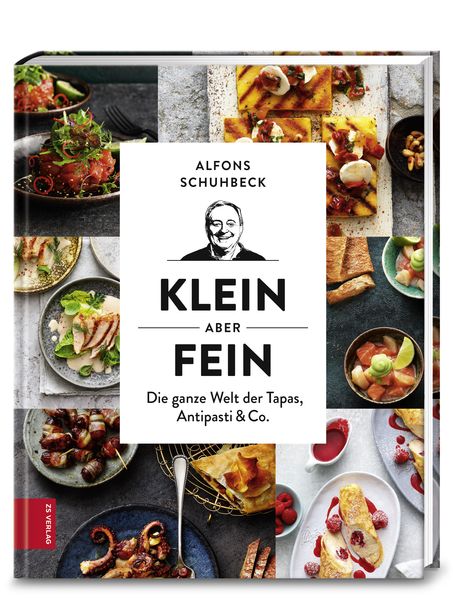 ALFONS
SCHUHBECK
KLEIN
ABER
FEIN
Die ganze Welt der Tapas,
Antipasti & Co.
ZS VERLAG